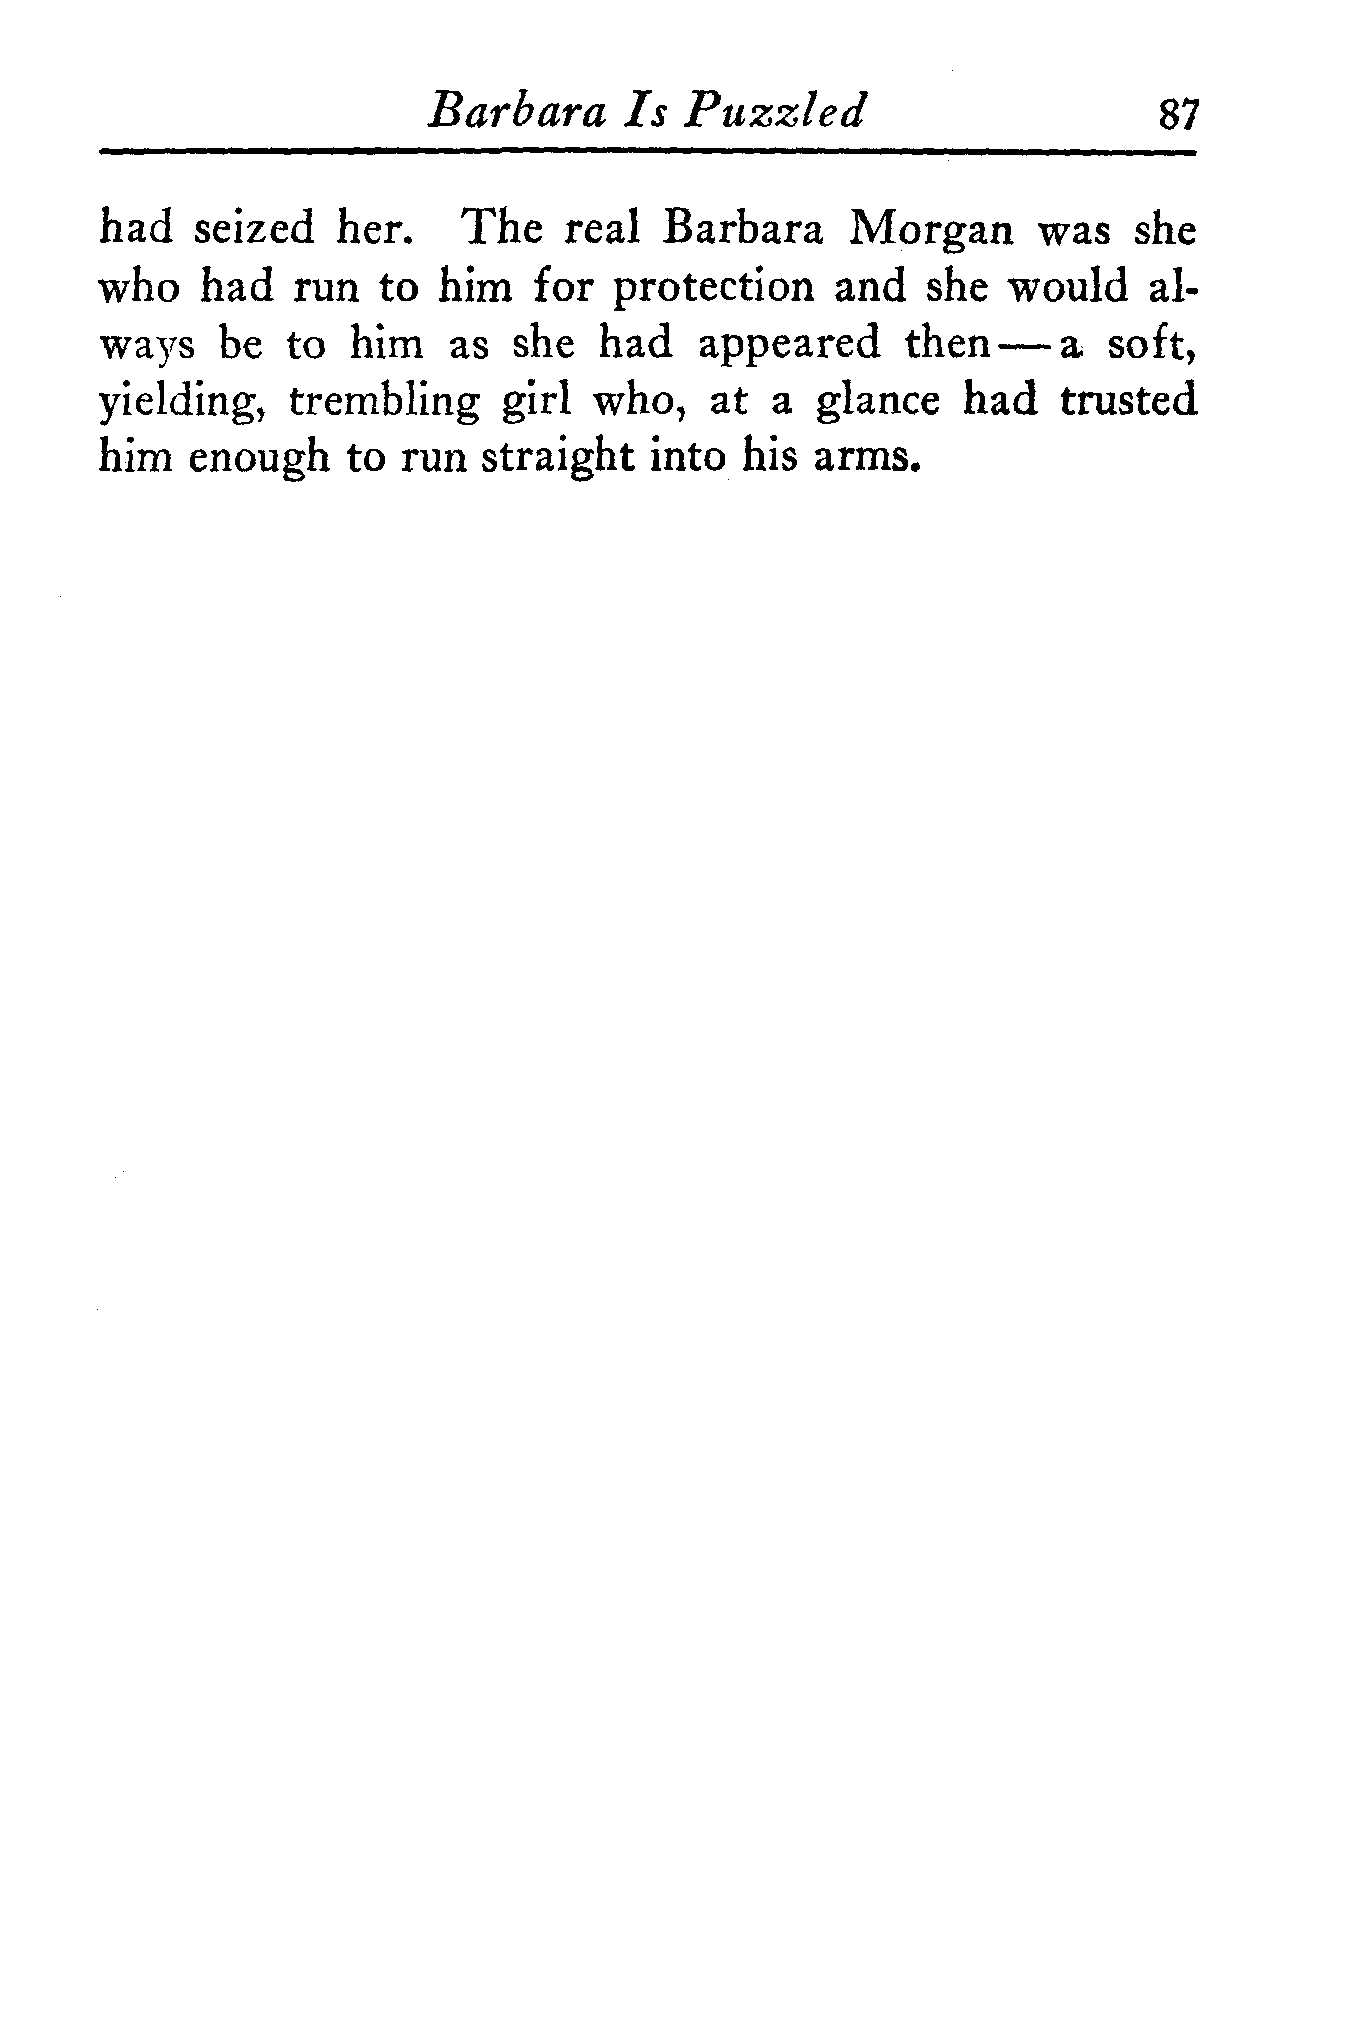 Barbara Is Puzzled 87
had seized her. The real Barbara Morgan was she
who had run to him for protection and she would al-
ways be to him as she had appeared then—a soft,
yielding, trembling girl who, at a glance had trusted
him enough to run straight into his arms.